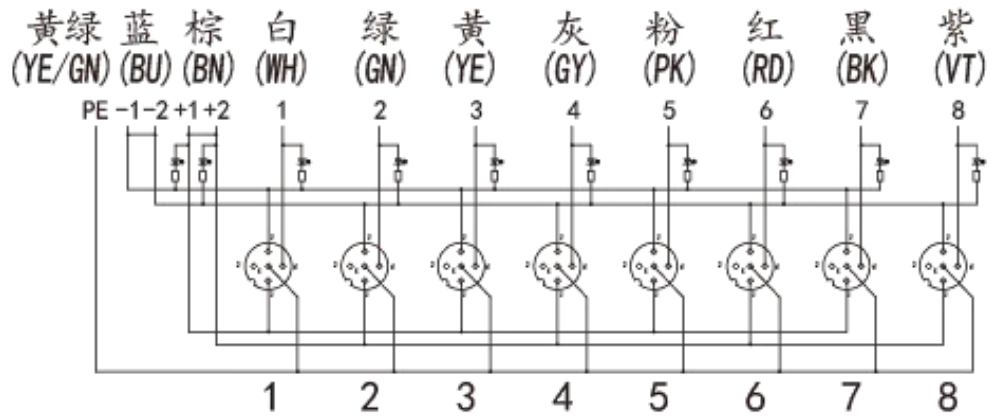 黄绿 蓝 棕 白 绿 黄 灰 粉 红 黑 紫
(YE/GN) (BU) (BN) (WH) (GN) (YE) (GY) (PK) (RD) (BK) (VT)
PE -1 -2 +1 +2 1 2 3 4 5 6 7 8
1 2 3 4 5 6 7 8